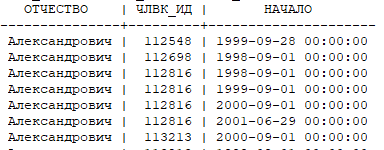 ОТЧЕСТВО | ЧЛВК_ИД | НАЧАЛО
Александрович | 112548 | 1999-09-28 00:00:00
Александрович | 112698 | 1998-09-01 00:00:00
Александрович | 112816 | 1998-09-01 00:00:00
Александрович | 112816 | 1999-09-01 00:00:00
Александрович | 112816 | 2000-09-01 00:00:00
Александрович | 112816 | 2001-06-29 00:00:00
Александрович | 113213 | 2000-09-01 00:00:00